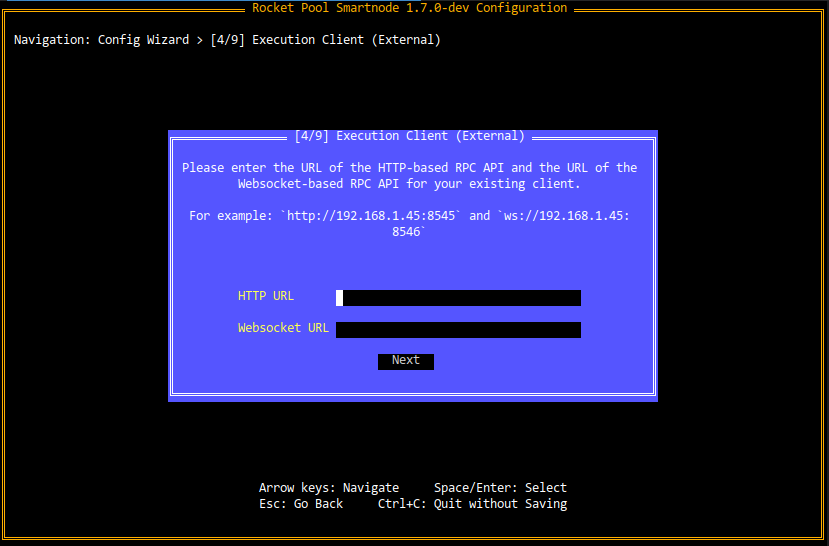 Rocket Pool Smartnode 1.7.0-dev Configuration
Navigation: Config Wizard > [4/9] Execution Client (External)
[4/9] Execution Client (External)
Please enter the URL of the HTTP-based RPC API and the URL of the
Websocket-based RPC API for your existing client.
For example: `http://192.168.1.45:8545` and `ws://192.168.1.45:
8546`
HTTP URL
Websocket URL
Next
Arrow keys: Navigate     Space/Enter: Select
Esc: Go Back     Ctrl+C: Quit without Saving